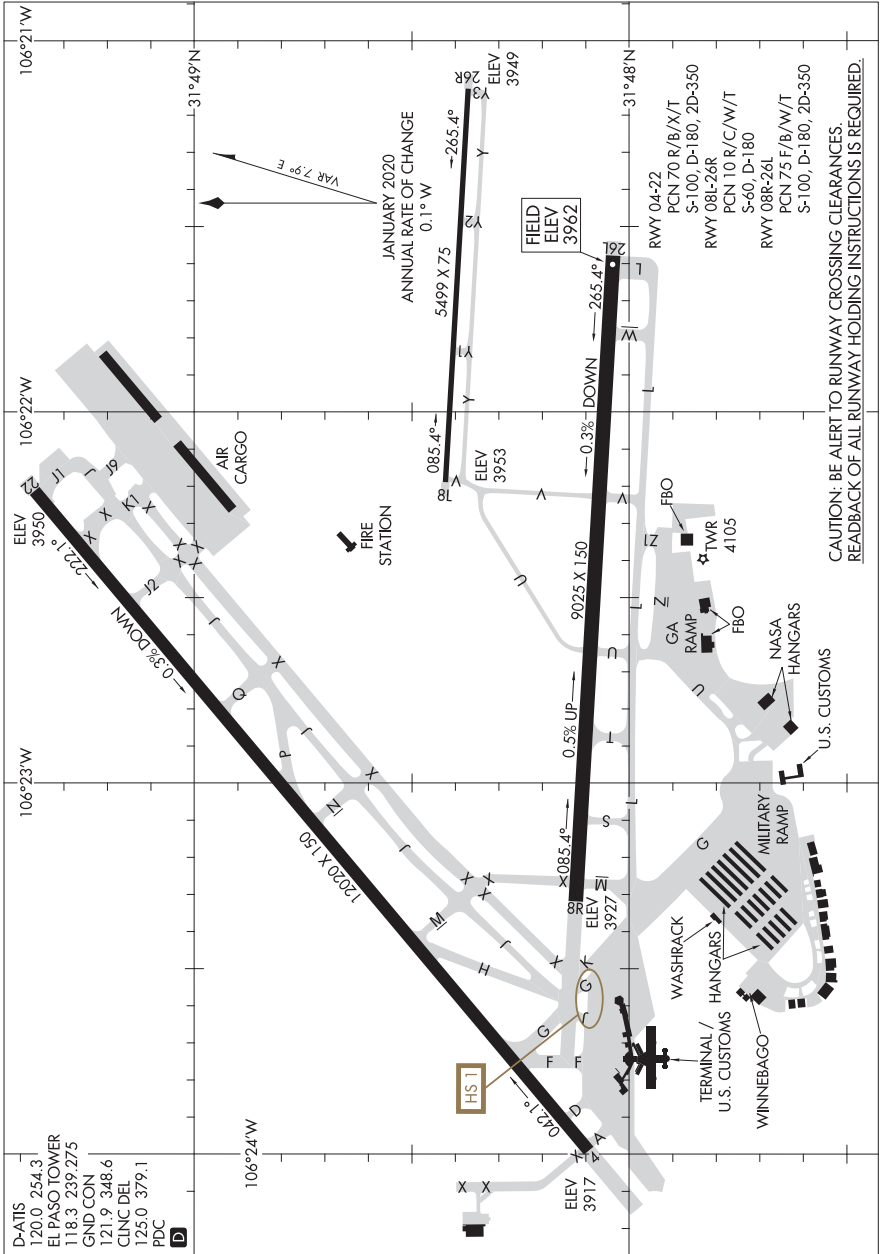 D-ATIS
120.0 254.3
EL PASO TOWER
118.3 239.275
GND CON
121.9 348.6
CLNC DEL
125.0 379.1
PDC
D
106°24'W
106°23'W
106°22'W
106°21'W
31°49'N
31°48'N
JANUARY 2020
ANNUAL RATE OF CHANGE
0.1° W
VAR 7.9° E
ELEV
3950
22
222.1°
0.3% DOWN
12020 X 150
042.1°
4
ELEV
3917
J1
J
J9
K1
X
X
X
X
X
X
X
J2
J
X
Q
J
P
X
N
J
M
X
X
X
H
J
X
G
F
F
D
A
X
X
X
HS 1
J
G
K
X
AIR
CARGO
FIRE
STATION
26R
ELEV
3949
265.4°
Y3
Y
Y2
5499 X 75
Y1
Y
085.4°
8L
ELEV
3953
V
V
V
U
U
U
FIELD
ELEV
3962
26L
265.4°
L
W
L
0.3% DOWN
9025 X 150
0.5% UP
085.4°
8R
ELEV
3927
M
S
T
L
L
Z
Z1
FBO
TWR
4105
GA
RAMP
FBO
NASA
HANGARS
U.S. CUSTOMS
MILITARY
RAMP
G
WASHRACK
HANGARS
WINNEBAGO
TERMINAL /
U.S. CUSTOMS
RWY 04-22
PCN 70 R/B/X/T
S-100, D-180, 2D-350
RWY 08L-26R
PCN 10 R/C/W/T
S-60, D-180
RWY 08R-26L
PCN 75 F/B/W/T
S-100, D-180, 2D-350
CAUTION: BE ALERT TO RUNWAY CROSSING CLEARANCES.
READBACK OF ALL RUNWAY HOLDING INSTRUCTIONS IS REQUIRED.